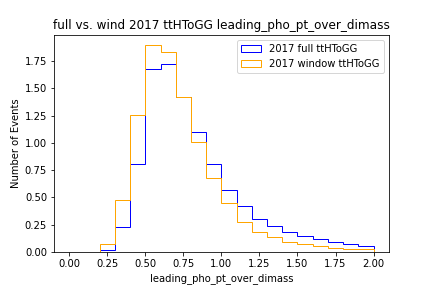 full vs. wind 2017 ttHToGG leading_pho_pt_over_dimass
2017 full ttHToGG
2017 window ttHToGG
Number of Events
1.75
1.50
1.25
1.00
0.75
0.50
0.25
0.00
0.00 0.25 0.50 0.75 1.00 1.25 1.50 1.75 2.00
leading_pho_pt_over_dimass